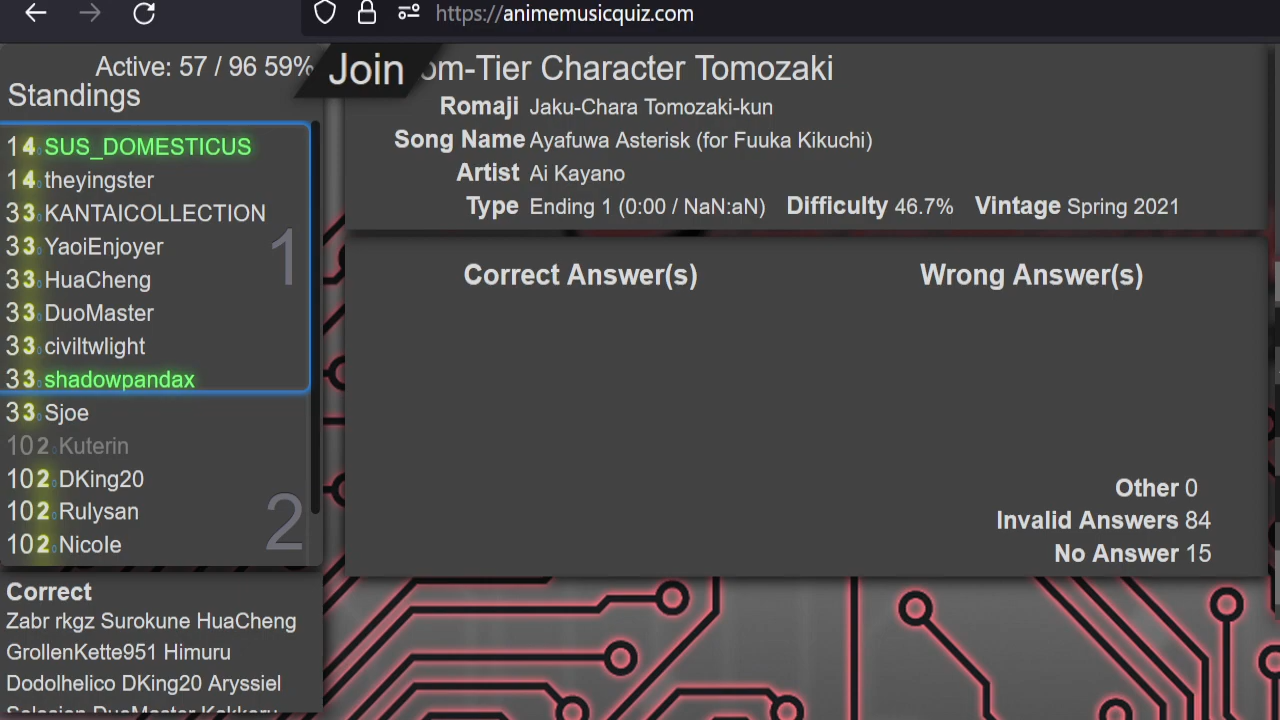 https://animemusicquiz.com
Active: 57 / 96 59%
Standings
Join
om-Tier Character Tomozaki
Romaji Jaku-Chara Tomozaki-kun
Song Name Ayafuwa Asterisk (for Fuuka Kikuchi)
Artist Ai Kayano
Type Ending 1 (0:00 / NaN:aN) Difficulty 46.7% Vintage Spring 2021
1 4 SUS_DOMESTICUS
1 4 theyingster
3 3 KANTAICOLLECTION
3 3 YaoiEnjoyer
3 3 HuaCheng
3 3 DuoMaster
3 3 civiltwlight
3 3 shadowpandax
3 3 Sjoe
10 2 Kuterin
10 2 DKing20
10 2 Rulysan
10 2 Nicole
1
2
Correct Answer(s)
Wrong Answer(s)
Other 0
Invalid Answers 84
No Answer 15
Correct
Zabr rkgz Surokune HuaCheng
GrollenKette951 Himuru
Dodolhelico DKing20 Aryssiel
DuoMaster